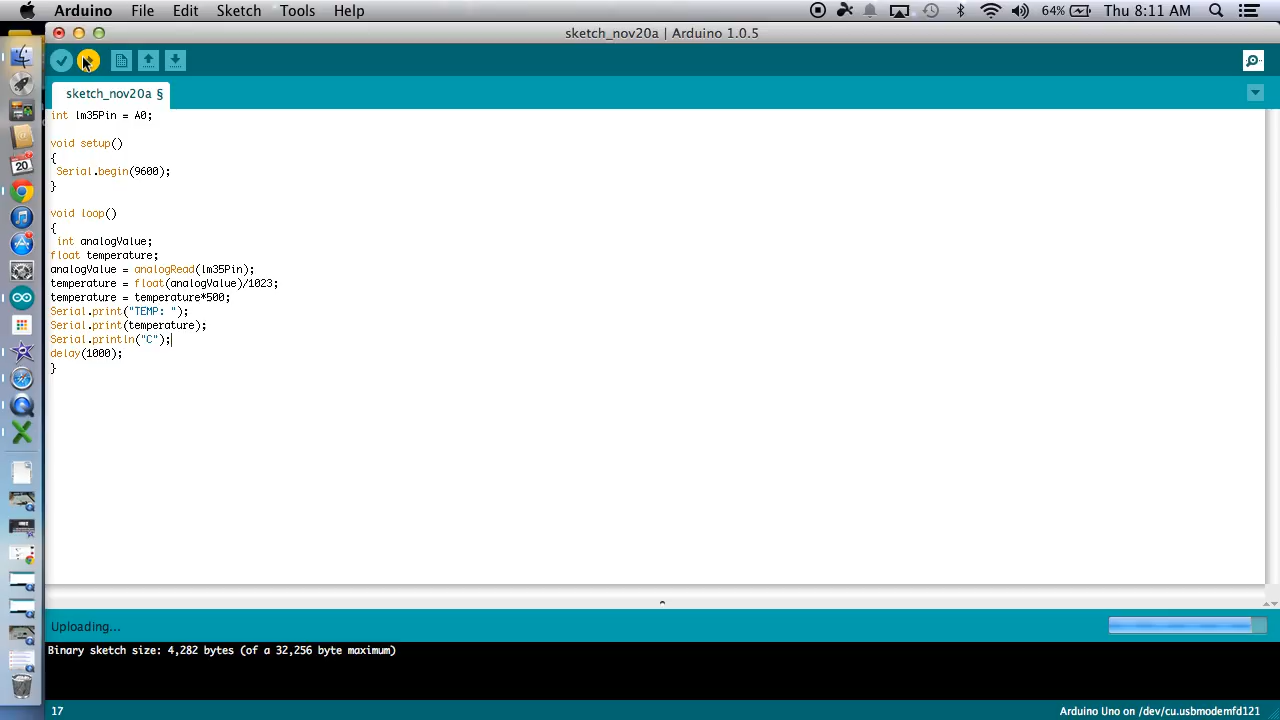 Arduino File Edit Sketch Tools Help 64% Thu 8:11 AM
sketch_nov20a | Arduino 1.0.5
sketch_nov20a §
int lm35Pin = A0;
void setup()
{
Serial.begin(9600);
}
void loop()
{
int analogValue;
float temperature;
analogValue = analogRead(lm35Pin);
temperature = float(analogValue)/1023;
temperature = temperature*500;
Serial.print("TEMP: ");
Serial.print(temperature);
Serial.println("C");
delay(1000);
}
20
Uploading...
Binary sketch size: 4,282 bytes (of a 32,256 byte maximum)
17 Arduino Uno on /dev/cu.usbmodemfd121